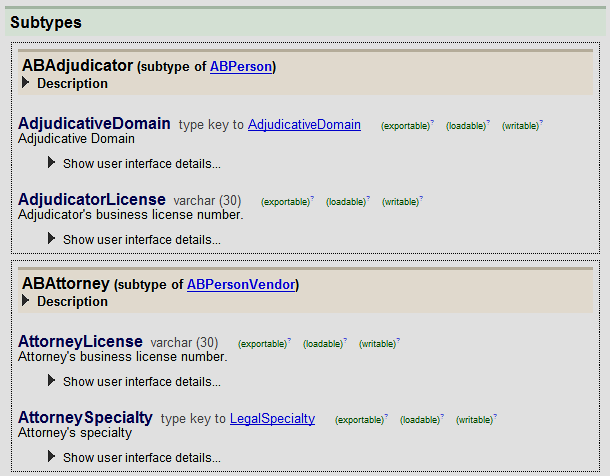 Subtypes
ABAdjudicator (subtype of ABPerson)
Description
AdjudicativeDomain type key to AdjudicativeDomain (exportable)? (loadable)? (writable)?
Adjudicative Domain
Show user interface details...
AdjudicatorLicense varchar (30) (exportable)? (loadable)? (writable)?
Adjudicator's business license number.
Show user interface details...
ABAttorney (subtype of ABPersonVendor)
Description
AttorneyLicense varchar (30) (exportable)? (loadable)? (writable)?
Attorney's business license number.
Show user interface details...
AttorneySpecialty type key to LegalSpecialty (exportable)? (loadable)? (writable)?
Attorney's specialty
Show user interface details...